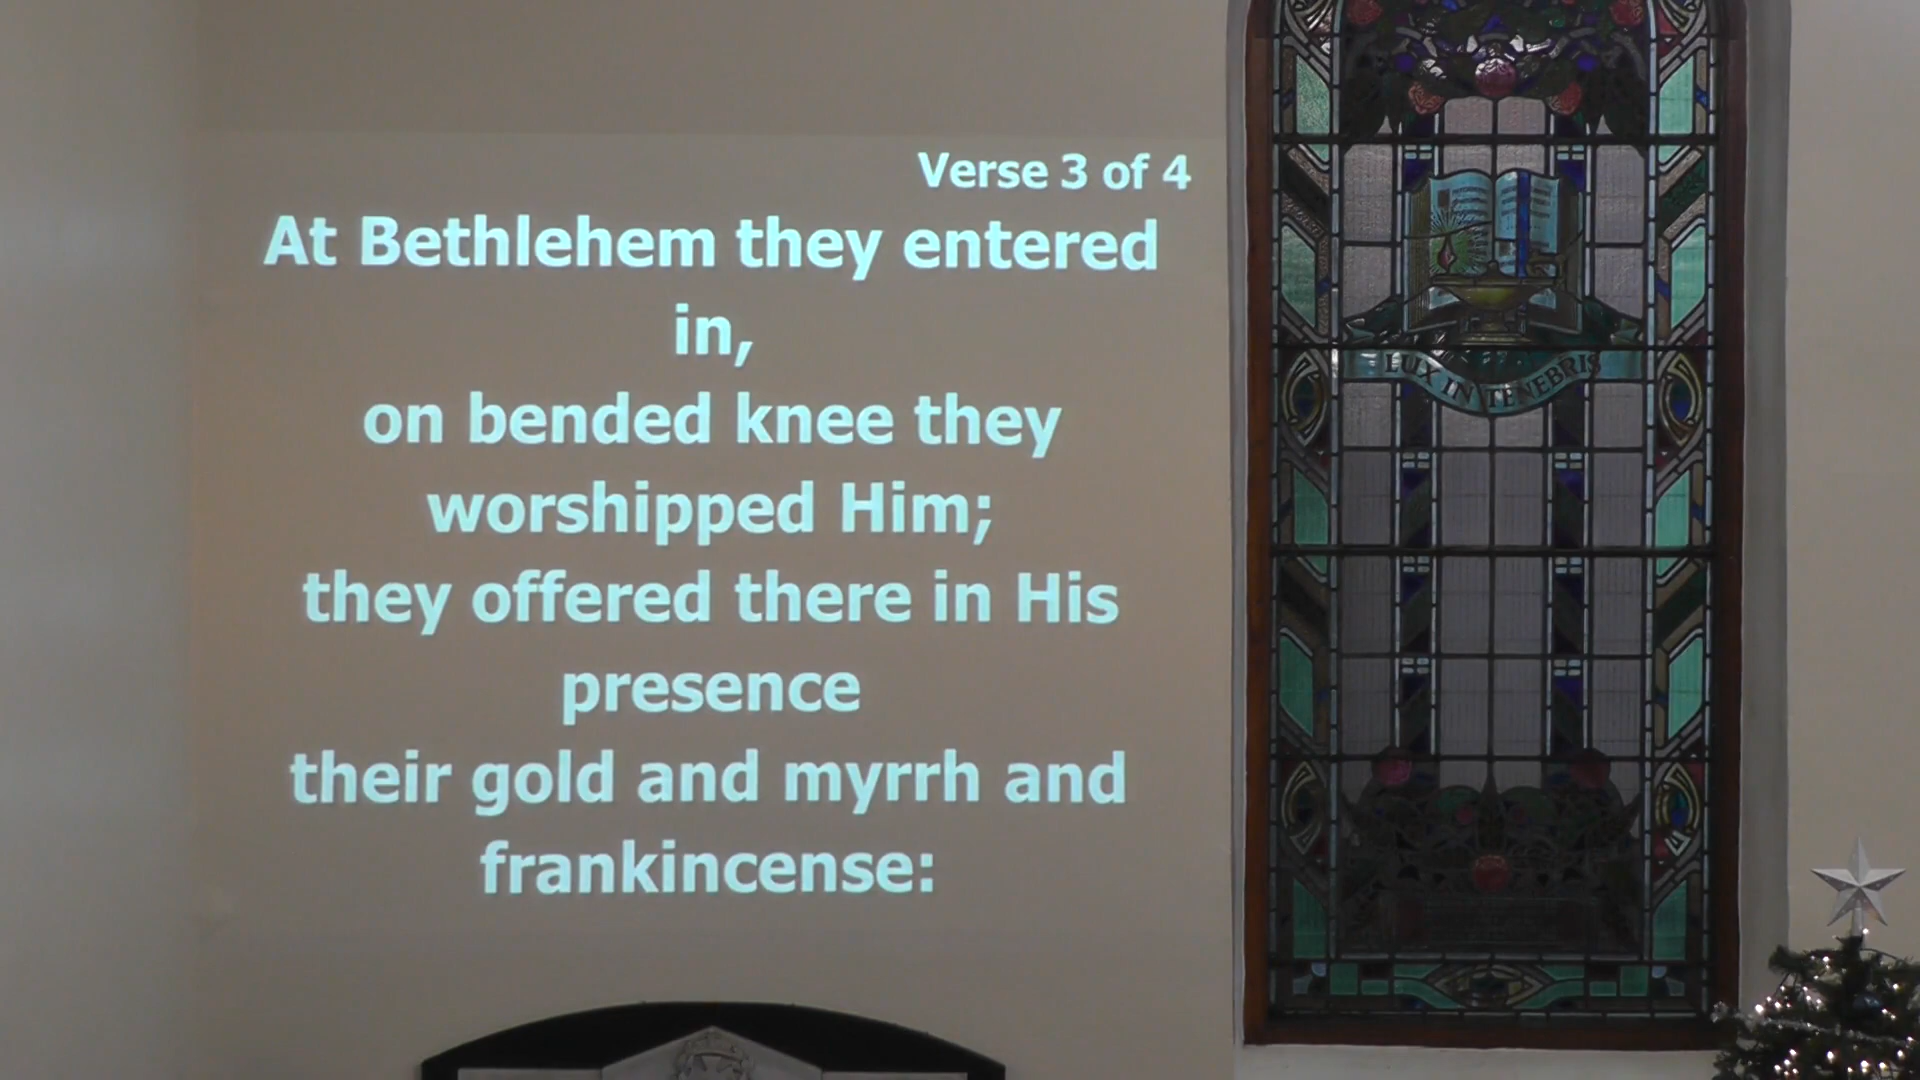 Verse 3 of 4
At Bethlehem they entered
in,
on bended knee they
worshipped Him;
they offered there in His
presence
their gold and myrrh and
frankincense:
LUX IN TENEBRIS